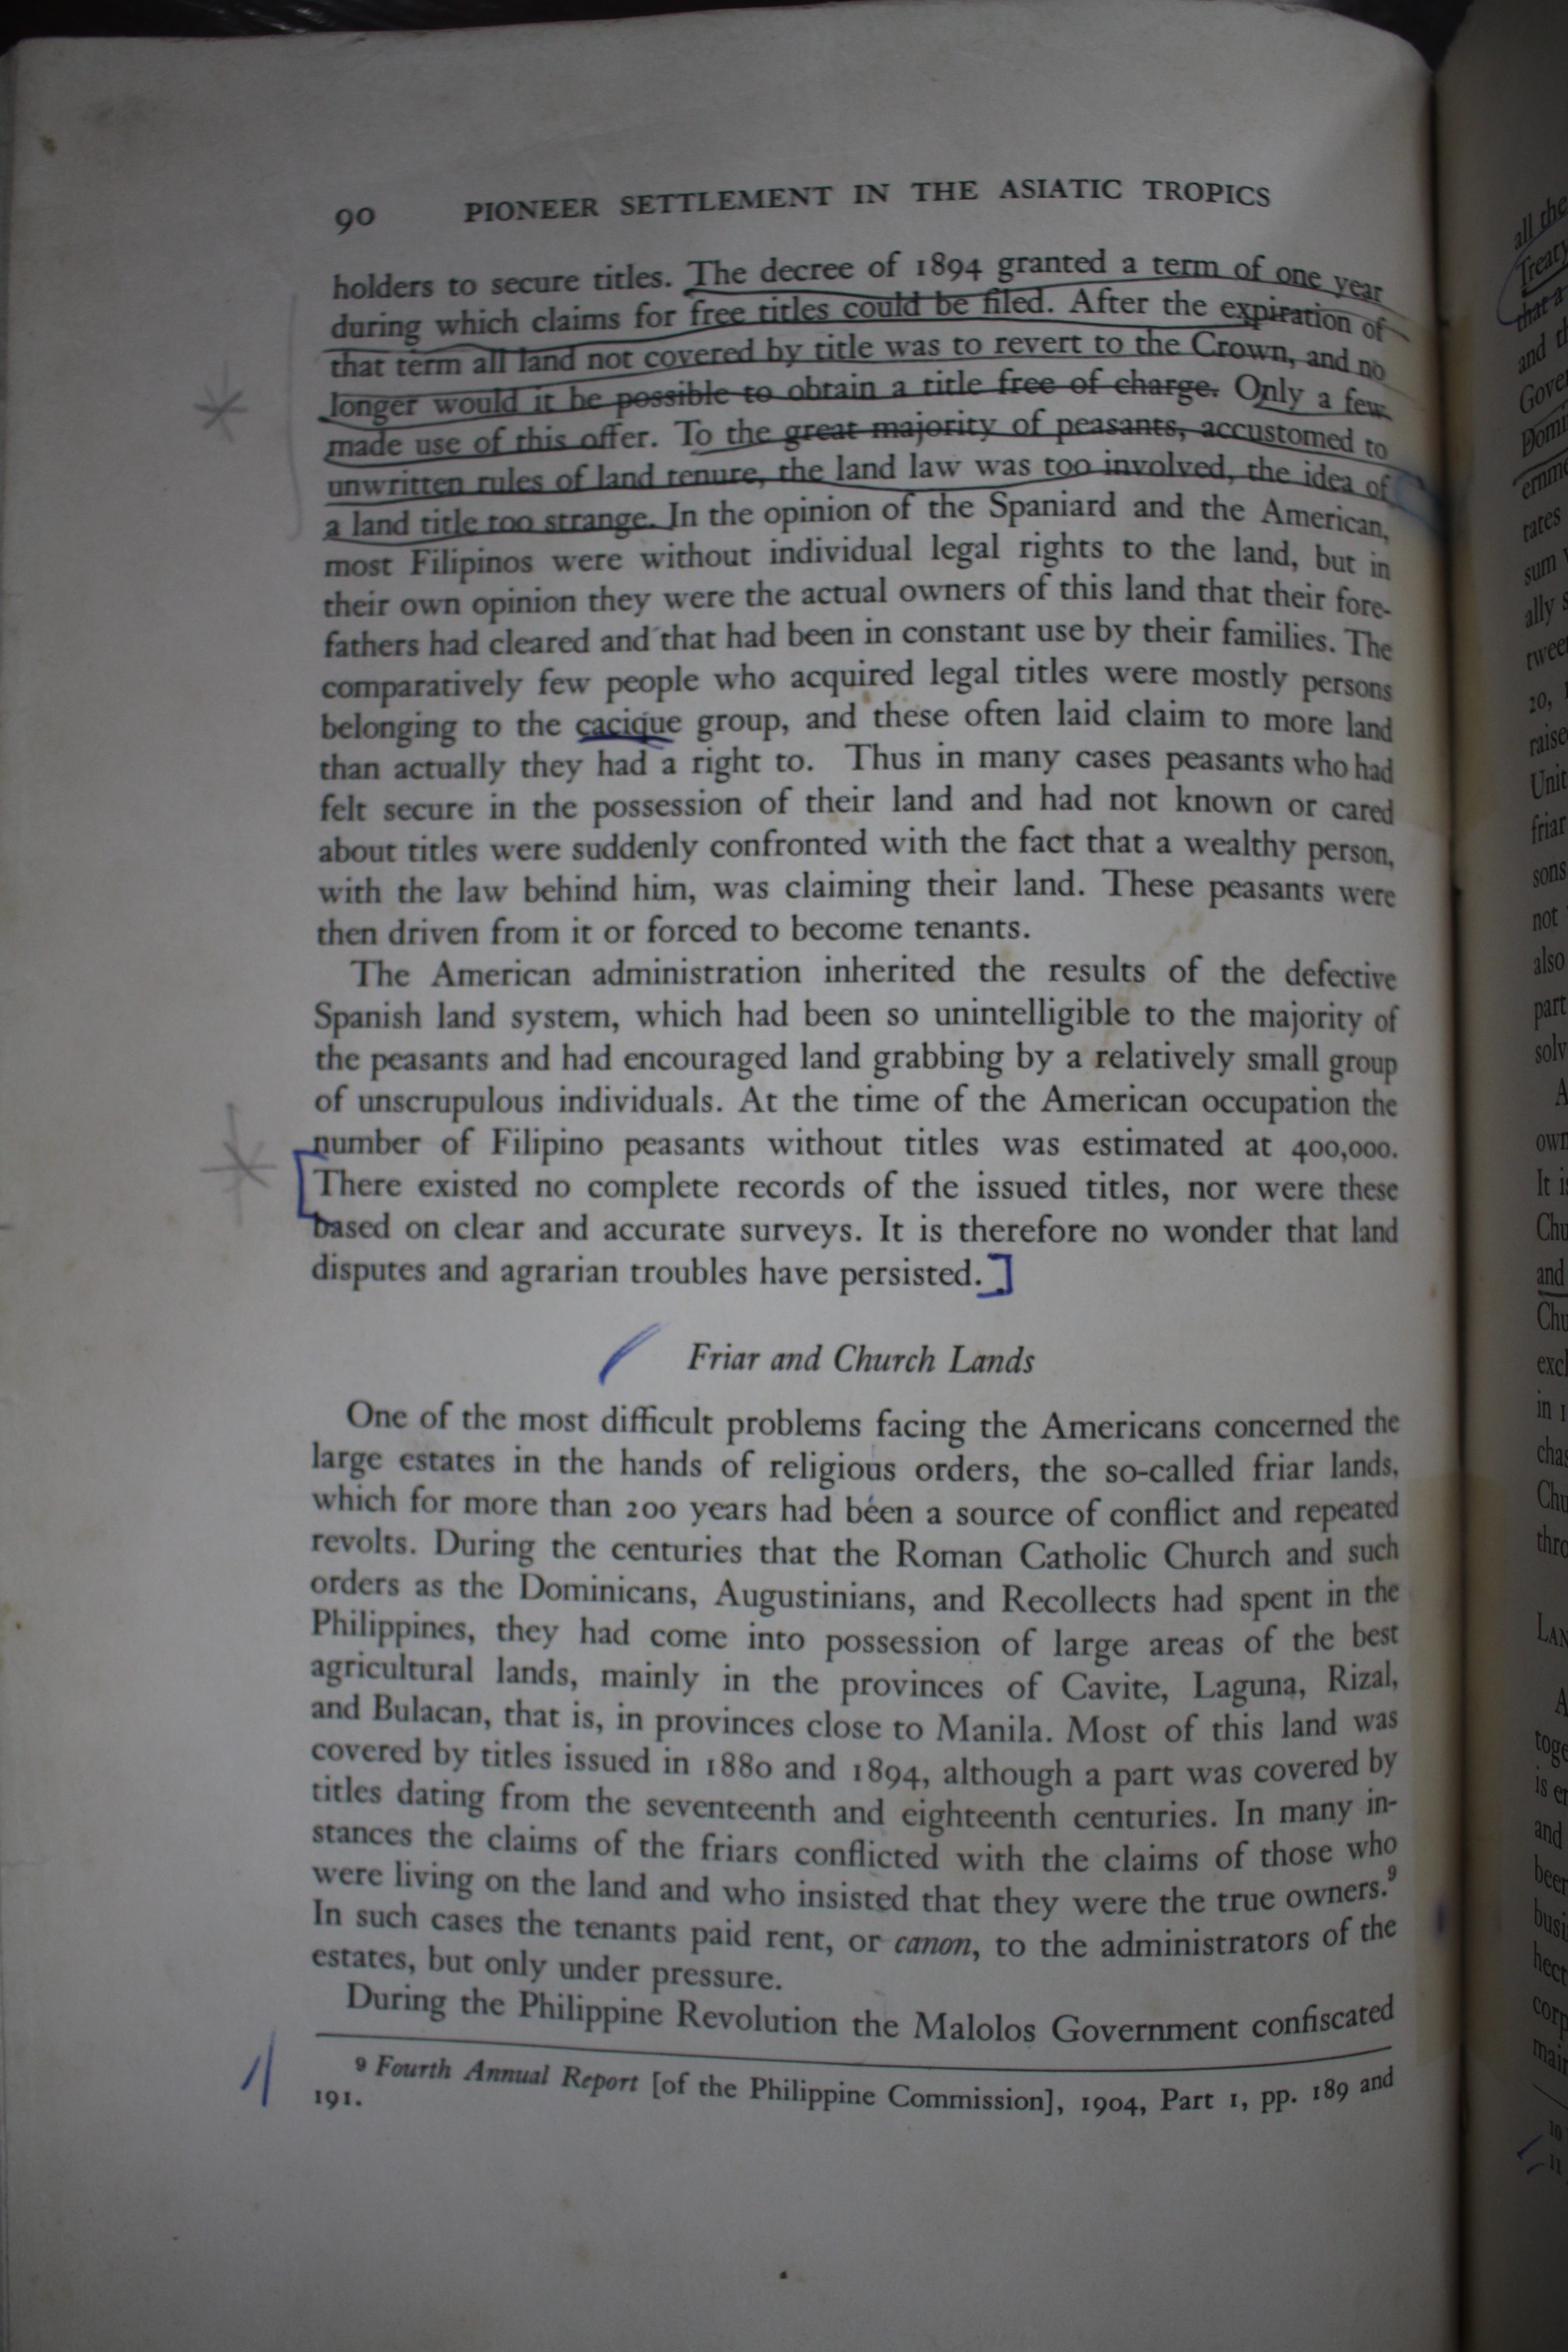 90 PIONEER SETTLEMENT IN THE ASIATIC TROPICS
holders to secure titles. The decree of 1894 granted a term of one year
during which claims for free titles could be filed. After the expiration of
that term all land not covered by title was to revert to the Crown, and no
longer would it be possible to obtain a title free of charge. Only a few
made use of this offer. To the great majority of peasants, accustomed to
unwritten rules of land tenure, the land law was too involved, the idea of
a land title too strange. In the opinion of the Spaniard and the American,
most Filipinos were without individual legal rights to the land, but in
their own opinion they were the actual owners of this land that their fore-
fathers had cleared and that had been in constant use by their families. The
comparatively few people who acquired legal titles were mostly persons
belonging to the cacique group, and these often laid claim to more land
than actually they had a right to. Thus in many cases peasants who had
felt secure in the possession of their land and had not known or cared
about titles were suddenly confronted with the fact that a wealthy person,
with the law behind him, was claiming their land. These peasants were
then driven from it or forced to become tenants.
The American administration inherited the results of the defective
Spanish land system, which had been so unintelligible to the majority of
the peasants and had encouraged land grabbing by a relatively small group
of unscrupulous individuals. At the time of the American occupation the
number of Filipino peasants without titles was estimated at 400,000.
There existed no complete records of the issued titles, nor were these
based on clear and accurate surveys. It is therefore no wonder that land
disputes and agrarian troubles have persisted.
Friar and Church Lands
One of the most difficult problems facing the Americans concerned the
large estates in the hands of religious orders, the so-called friar lands,
which for more than 200 years had been a source of conflict and repeated
revolts. During the centuries that the Roman Catholic Church and such
orders as the Dominicans, Augustinians, and Recollects had spent in the
Philippines, they had come into possession of large areas of the best
agricultural lands, mainly in the provinces of Cavite, Laguna, Rizal,
and Bulacan, that is, in provinces close to Manila. Most of this land was
covered by titles issued in 1880 and 1894, although a part was covered by
titles dating from the seventeenth and eighteenth centuries. In many in-
stances the claims of the friars conflicted with the claims of those who
were living on the land and who insisted that they were the true owners.⁹
In such cases the tenants paid rent, or canon, to the administrators of the
estates, but only under pressure.
During the Philippine Revolution the Malolos Government confiscated
⁹ Fourth Annual Report [of the Philippine Commission], 1904, Part 1, pp. 189 and
191.